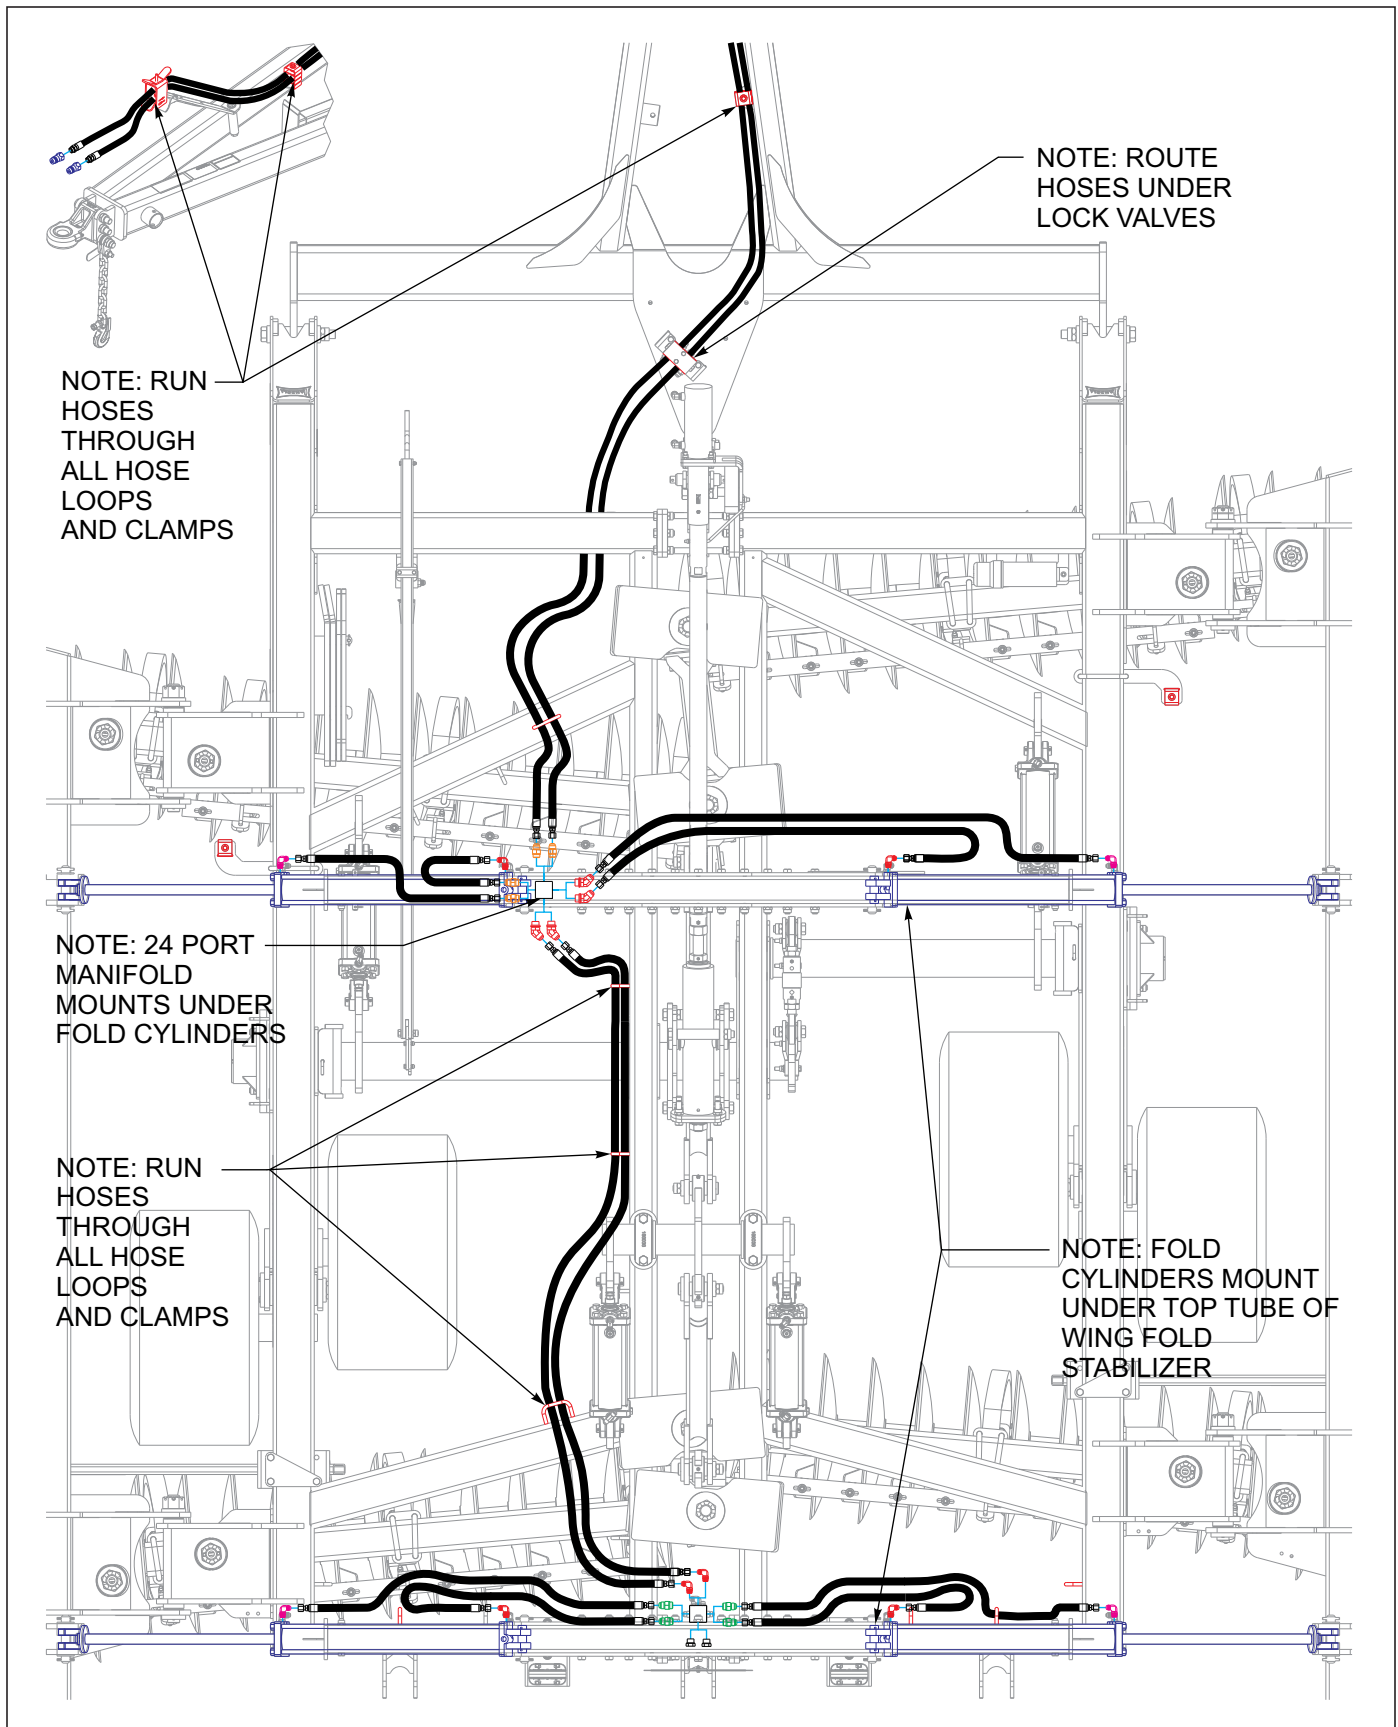 NOTE: ROUTE
HOSES UNDER
LOCK VALVES
NOTE: RUN
HOSES
THROUGH
ALL HOSE
LOOPS
AND CLAMPS
NOTE: 24 PORT
MANIFOLD
MOUNTS UNDER
FOLD CYLINDERS
NOTE: RUN
HOSES
THROUGH
ALL HOSE
LOOPS
AND CLAMPS
NOTE: FOLD
CYLINDERS MOUNT
UNDER TOP TUBE OF
WING FOLD
STABILIZER